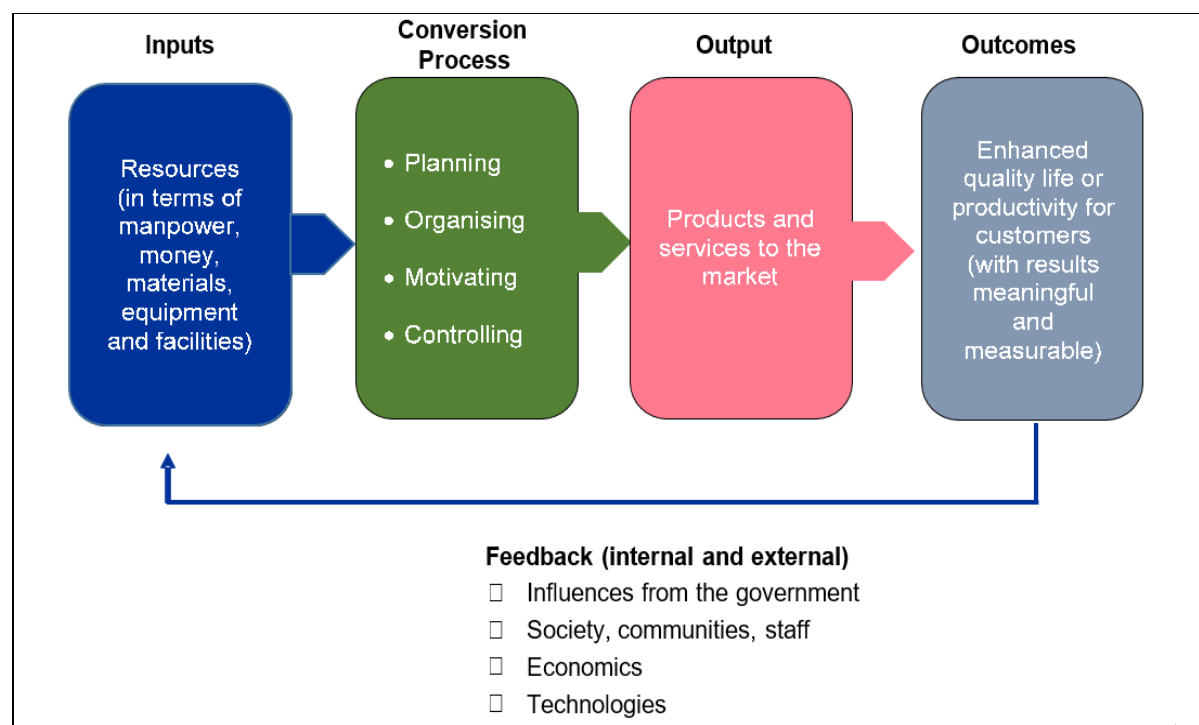 Inputs
Conversion
Process
Output
Outcomes
Resources
(in terms of
manpower,
money,
materials,
equipment
and facilities)
• Planning
• Organising
• Motivating
• Controlling
Products and
services to the
market
Enhanced
quality life or
productivity for
customers
(with results
meaningful
and
measurable)
Feedback (internal and external)
Influences from the government
Society, communities, staff
Economics
Technologies